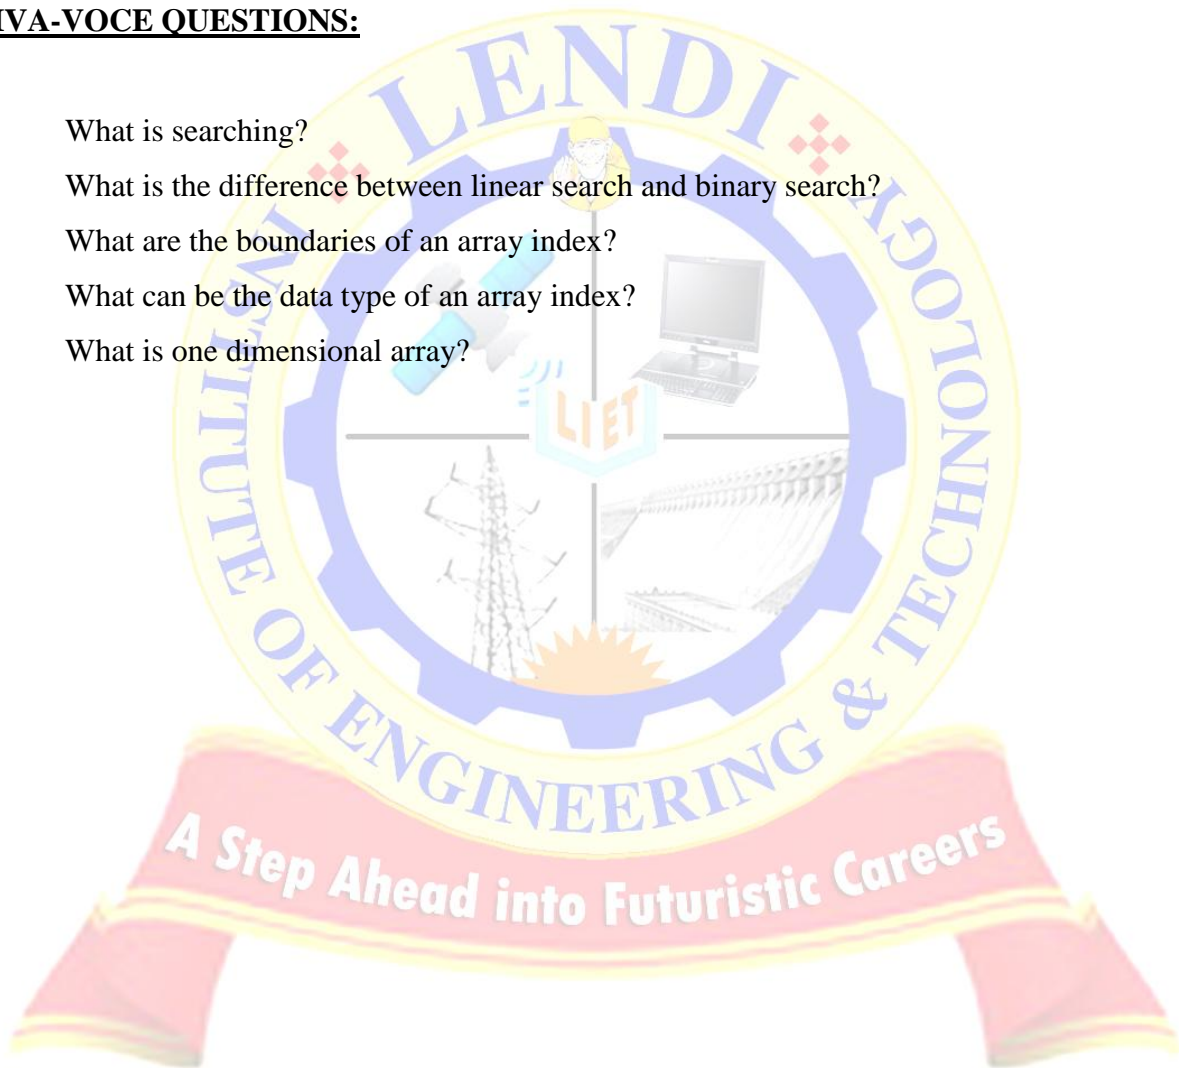 IVA-VOCE QUESTIONS:
What is searching?
What is the difference between linear search and binary search?
What are the boundaries of an array index?
What can be the data type of an array index?
What is one dimensional array?
LENDI
INSTITUTE OF ENGINEERING & TECHNOLOGY
LIET
A Step Ahead into Futuristic Careers